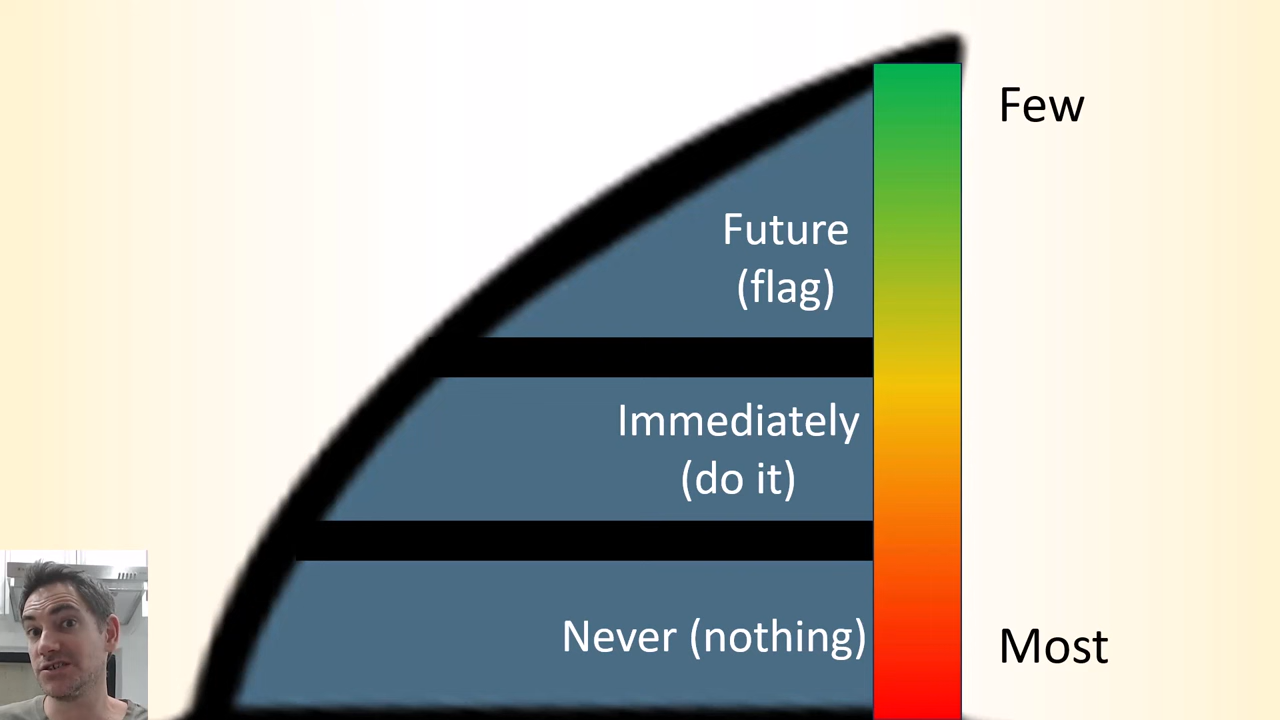 Few
Future
(flag)
Immediately
(do it)
Never (nothing)
Most